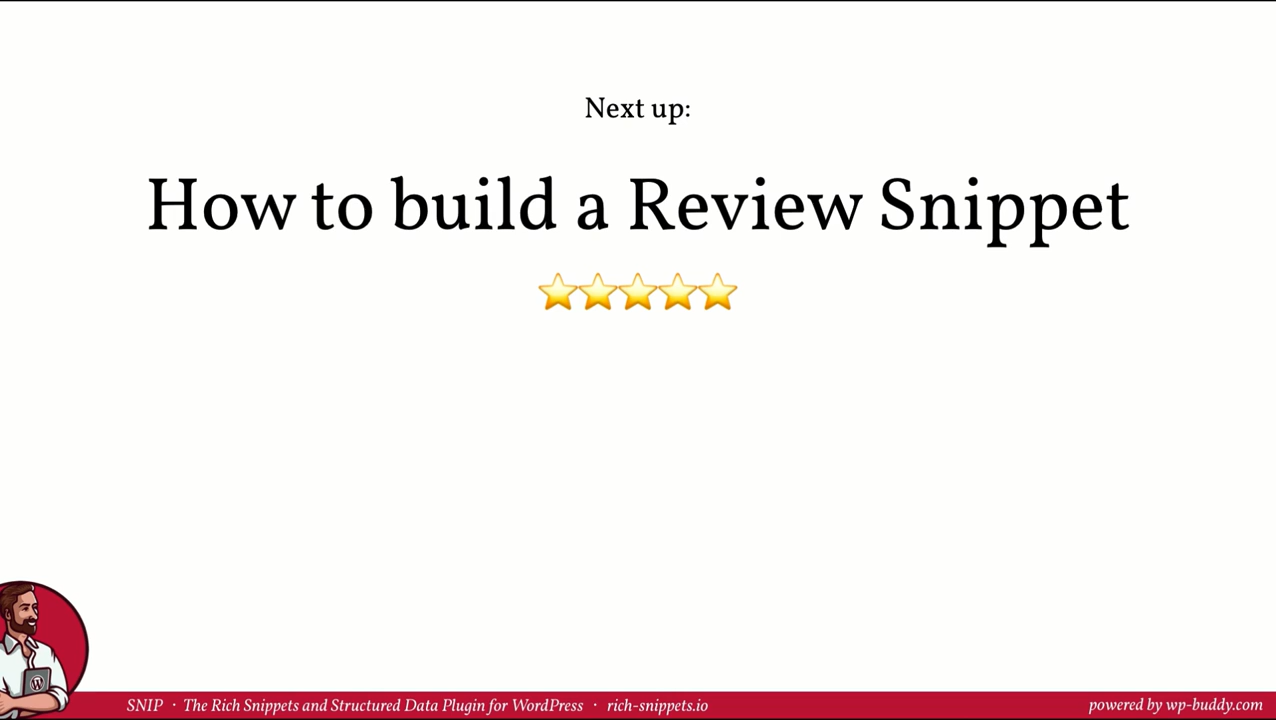 Next up:
How to build a Review Snippet
⭐⭐⭐⭐⭐
SNIP · The Rich Snippets and Structured Data Plugin for WordPress · rich-snippets.io
powered by wp-buddy.com